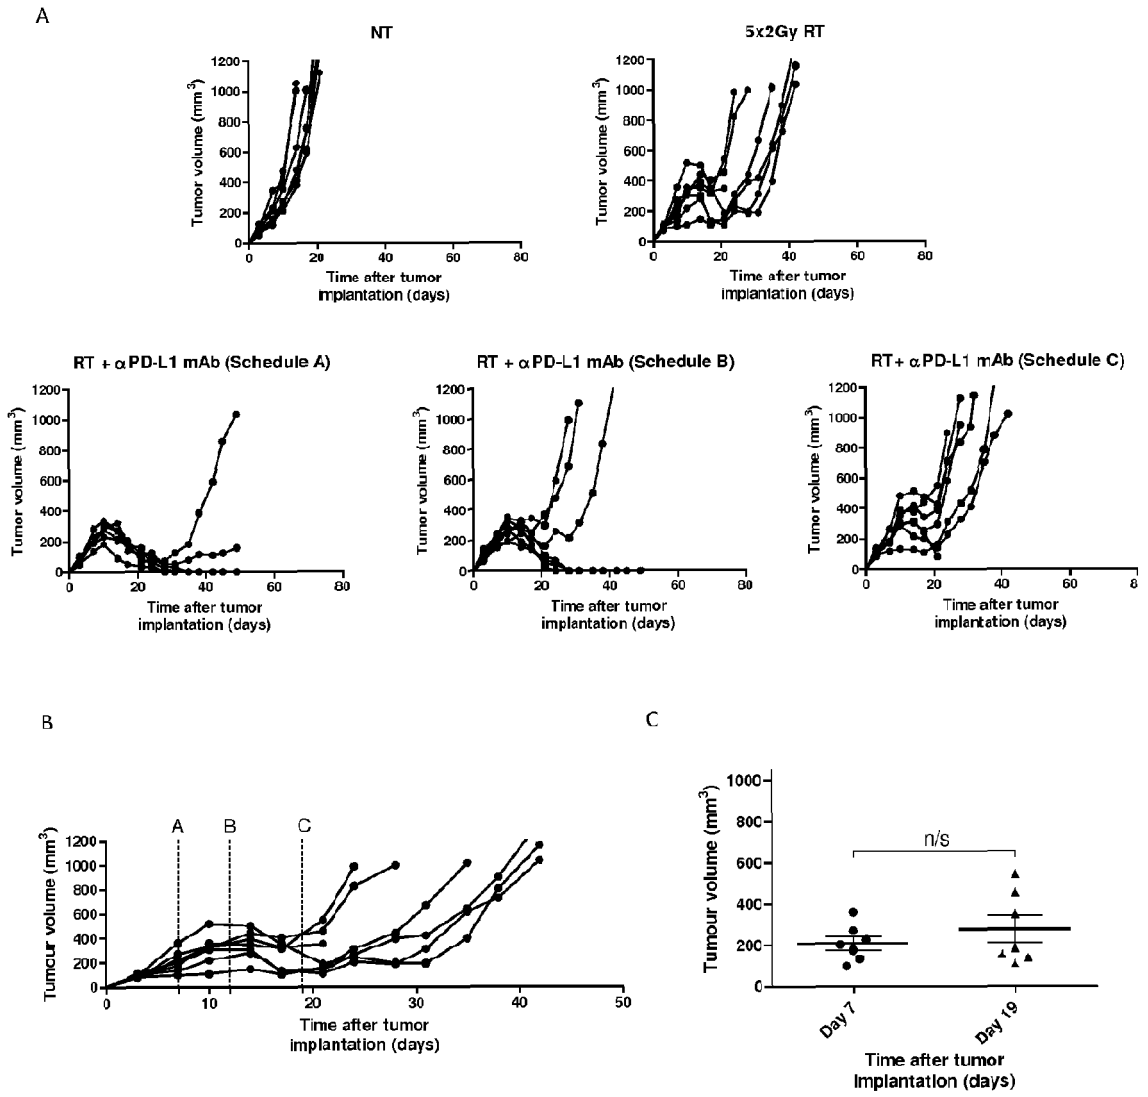 A
NT
1200
1000
800
600
400
200
0
Tumor volume (mm3)
0 20 40 60 80
Time after tumor
implantation (days)
5x2Gy RT
1200
1000
800
600
400
200
0
Tumor volume (mm3)
0 20 40 60 80
Time after tumor
implantation (days)
RT + αPD-L1 mAb (Schedule A)
1200
1000
800
600
400
200
0
Tumor volume (mm3)
0 20 40 60 80
Time after tumor
implantation (days)
RT + αPD-L1 mAb (Schedule B)
1200
1000
800
600
400
200
0
Tumor volume (mm3)
0 20 40 60 80
Time after tumor
implantation (days)
RT+ αPD-L1 mAb (Schedule C)
1200
1000
800
600
400
200
0
Tumor volume (mm3)
0 20 40 60 80
Time after tumor
implantation (days)
B
A B C
1200
1000
800
600
400
200
0
Tumour volume (mm3)
0 10 20 30 40 50
Time after tumor
implantation (days)
C
1000
800
600
400
200
0
Tumour volume (mm3)
n/s
Day 7 Day 19
Time after tumor
Implantation (days)